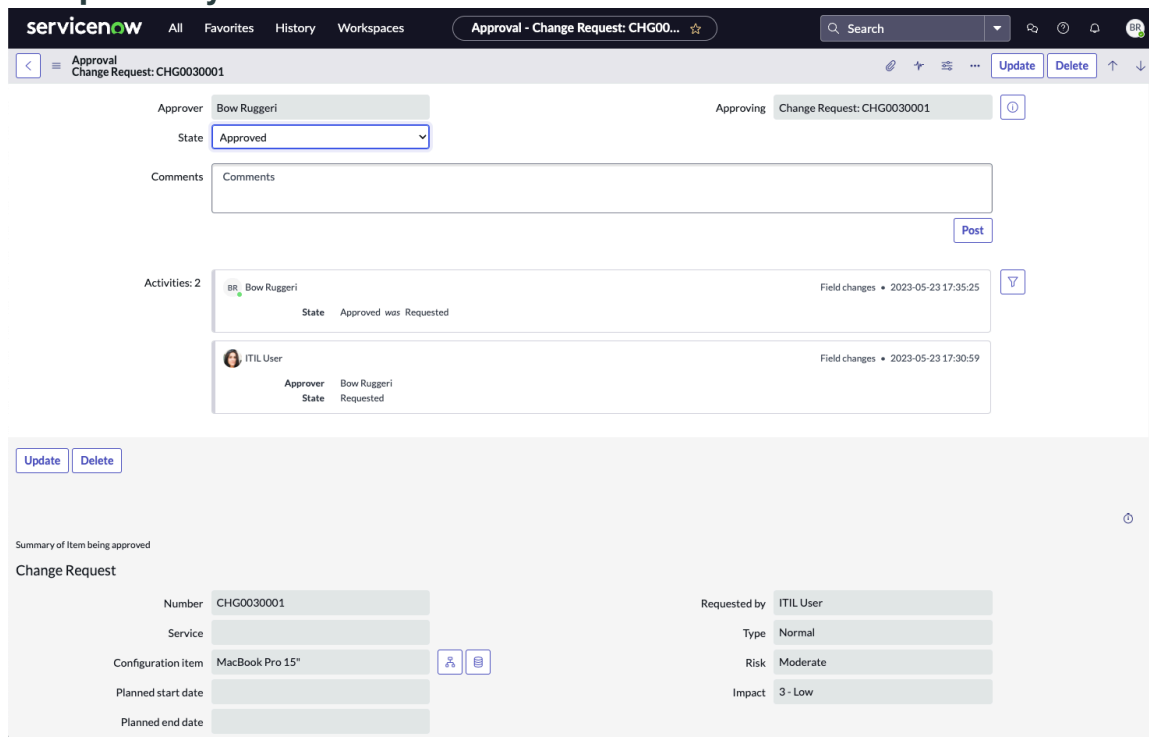 servicenow All Favorites History Workspaces Approval - Change Request: CHG00... Search BR
Approval
Change Request: CHG0030001
Update Delete
Approver Bow Ruggeri Approving Change Request: CHG0030001
State Approved
Comments Comments
Post
Activities: 2
BR Bow Ruggeri Field changes • 2023-05-23 17:35:25
State Approved was Requested
ITIL User Field changes • 2023-05-23 17:30:59
Approver Bow Ruggeri
State Requested
Update Delete
Summary of Item being approved
Change Request
Number CHG0030001 Requested by ITIL User
Service Type Normal
Configuration item MacBook Pro 15" Risk Moderate
Planned start date Impact 3 - Low
Planned end date